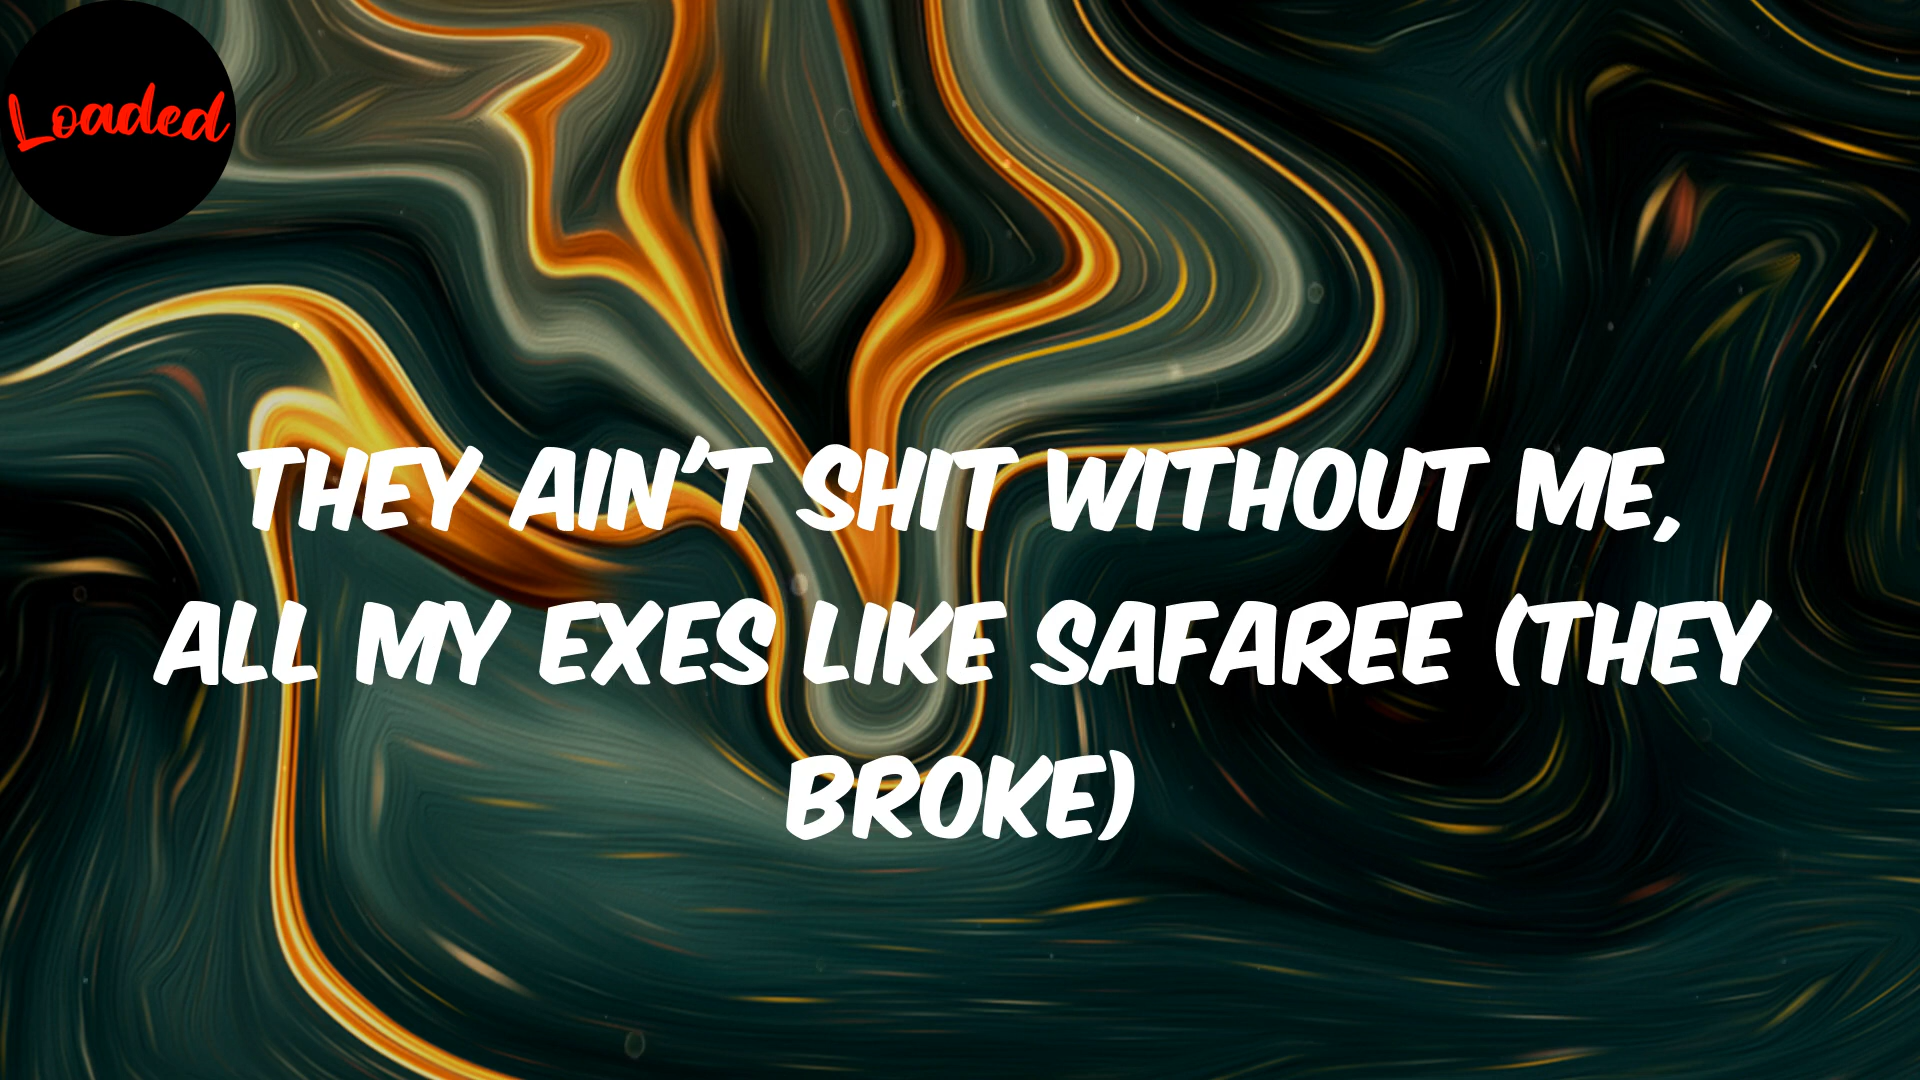 Loaded
THEY AIN'T SHIT WITHOUT ME,
ALL MY EXES LIKE SAFAREE (THEY
BROKE)